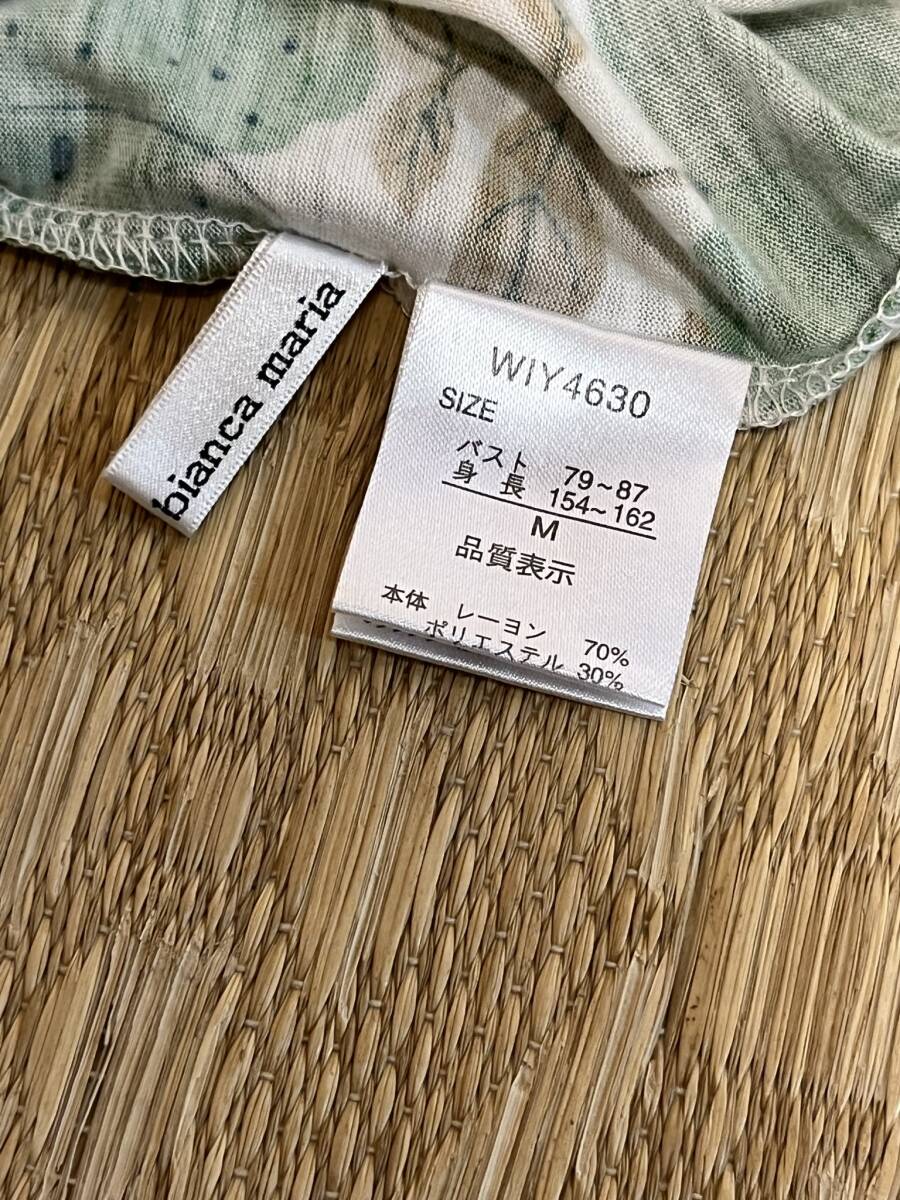 bianca maria
WIY4630
SIZE
バスト 79~87
身長 154~162
M
品質表示
本体 レーヨン 70%
ポリエステル 30%